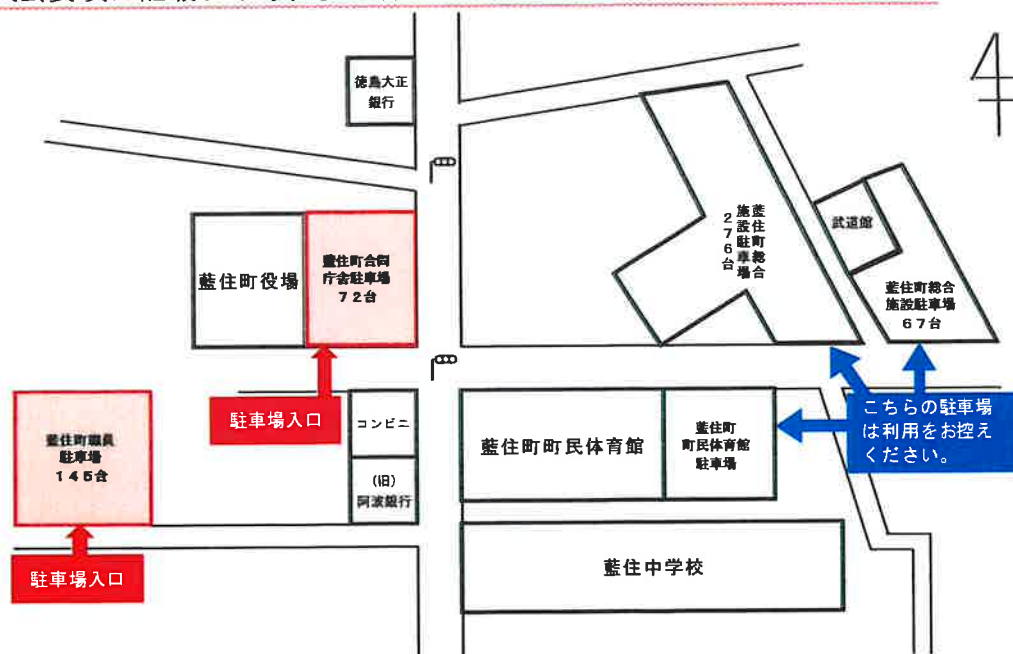 徳島大正
銀行
藍住町役場
藍住町合同
庁舎駐車場
72台
藍住町総合
施設駐車場
276台
武道館
藍住町総合
施設駐車場
67台
駐車場入口
藍住町職員
駐車場
145台
コンビニ
(旧)
阿波銀行
藍住町町民体育館
藍住町
町民体育館
駐車場
こちらの駐車場
は利用をお控え
ください。
駐車場入口
藍住中学校